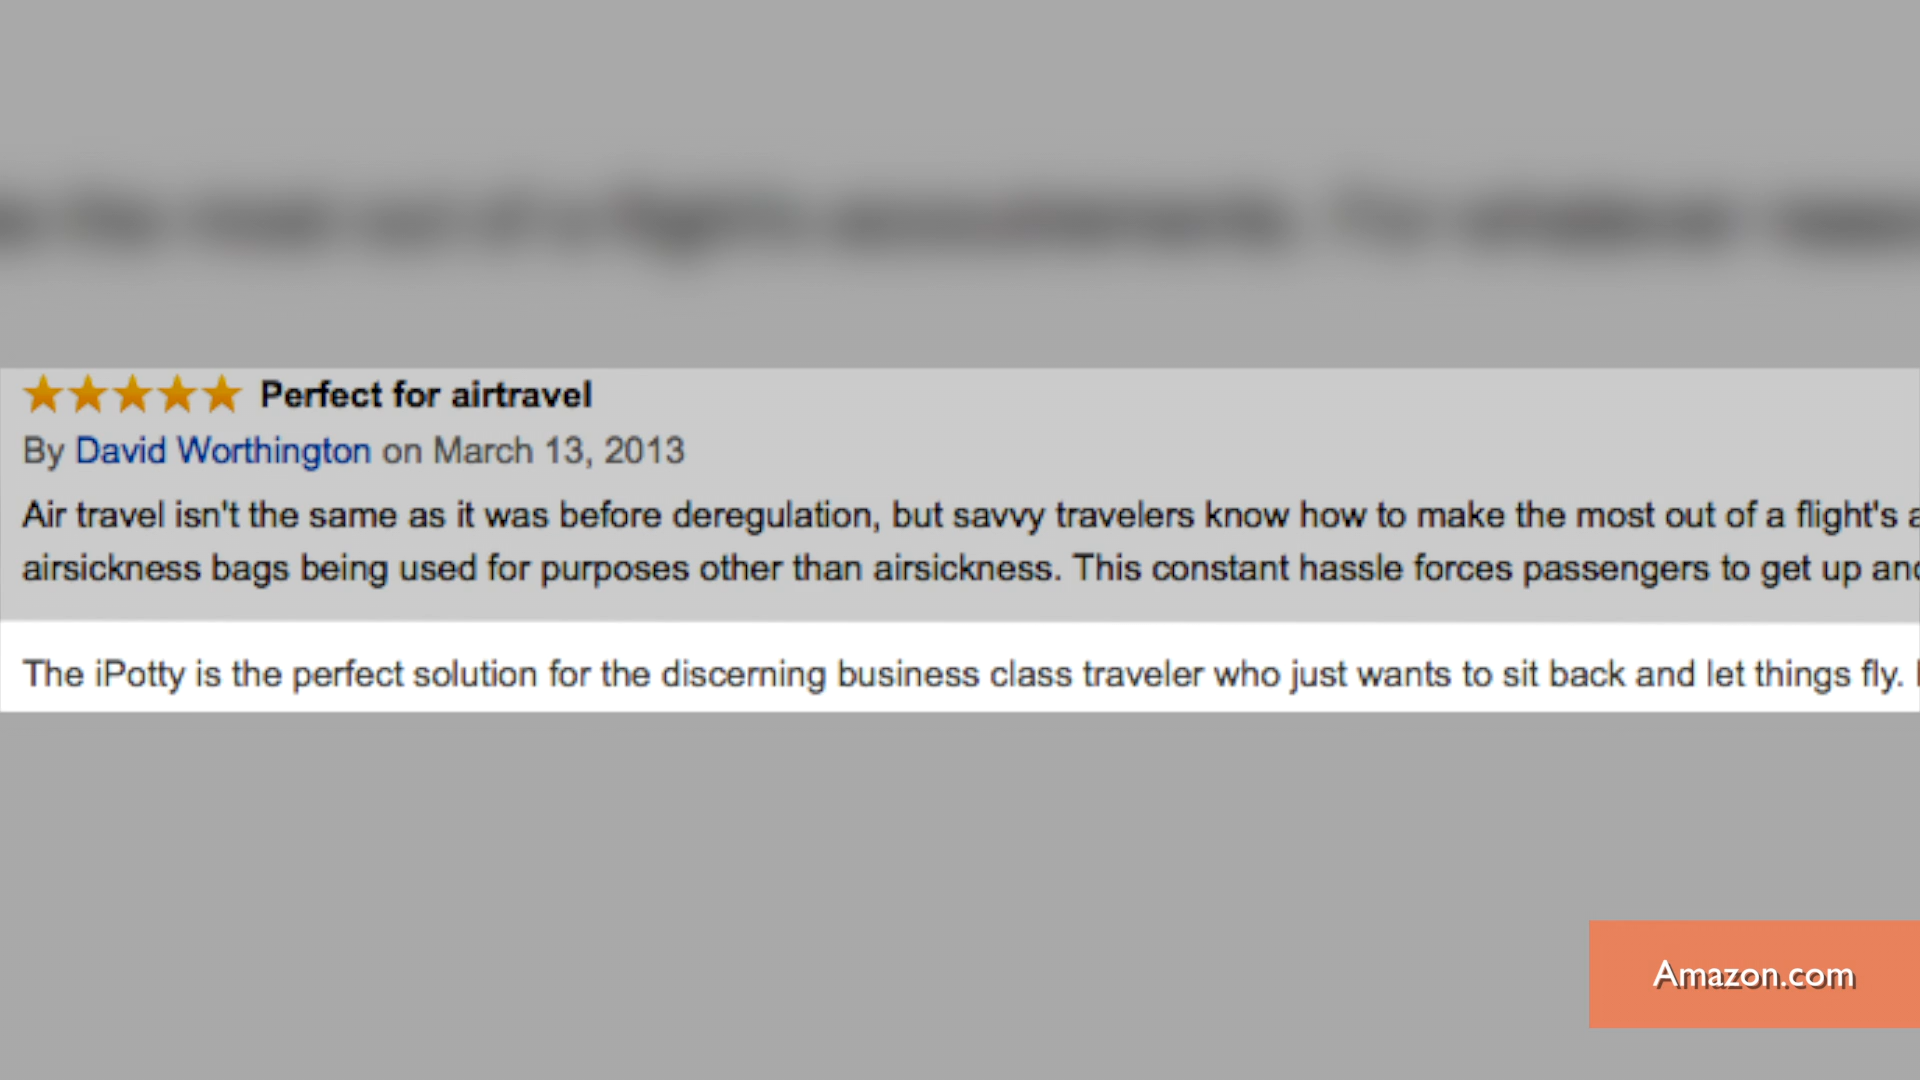 Perfect for airtravel
By David Worthington on March 13, 2013
Air travel isn't the same as it was before deregulation, but savvy travelers know how to make the most out of a flight's
airsickness bags being used for purposes other than airsickness. This constant hassle forces passengers to get up and
The iPotty is the perfect solution for the discerning business class traveler who just wants to sit back and let things fly.
Amazon.com